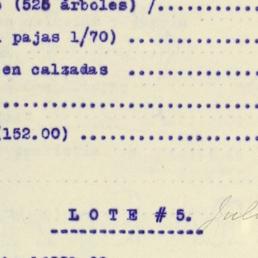 (525 árboles) /..............
pajas 1/70) ..............
en calzadas ..............
..............................
(152.00) .....................
LOTE # 5.